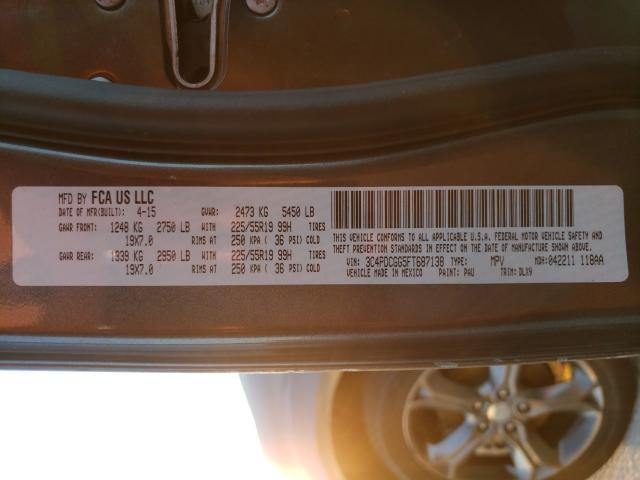 MFD BY FCA US LLC
DATE OF MFR(BUILT): 4-15 GVWR: 2473 KG 5450 LB
GAWR FRONT: 1248 KG 2750 LB WITH 225/55R19 99H TIRES
19X7.0 RIMS AT 250 KPA ( 36 PSI) COLD
GAWR REAR: 1339 KG 2950 LB WITH 225/55R19 99H TIRES
19X7.0 RIMS AT 250 KPA ( 36 PSI) COLD
THIS VEHICLE CONFORMS TO ALL APPLICABLE U.S.A. FEDERAL MOTOR VEHICLE SAFETY AND
THEFT PREVENTION STANDARDS IN EFFECT ON THE DATE OF MANUFACTURE SHOWN ABOVE.
VIN: 3C4PDCGG5FT687138 TYPE: MPV MDH: 042211 118AA
VEHICLE MADE IN MEXICO PAINT: PAU TRIM: DLX9